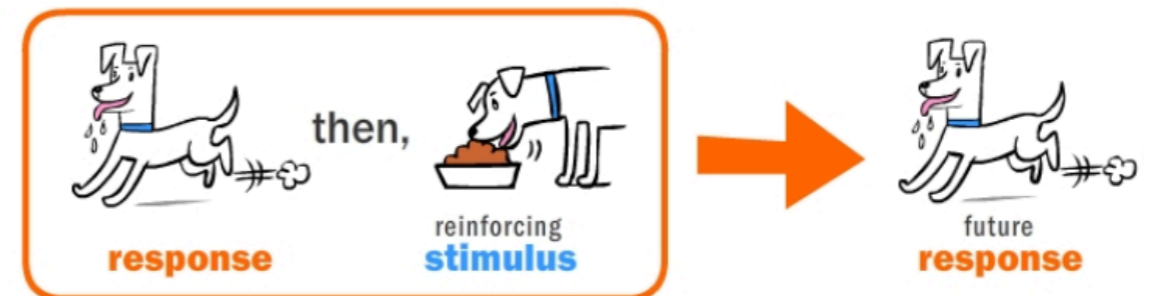 then,
response
reinforcing
stimulus
future
response